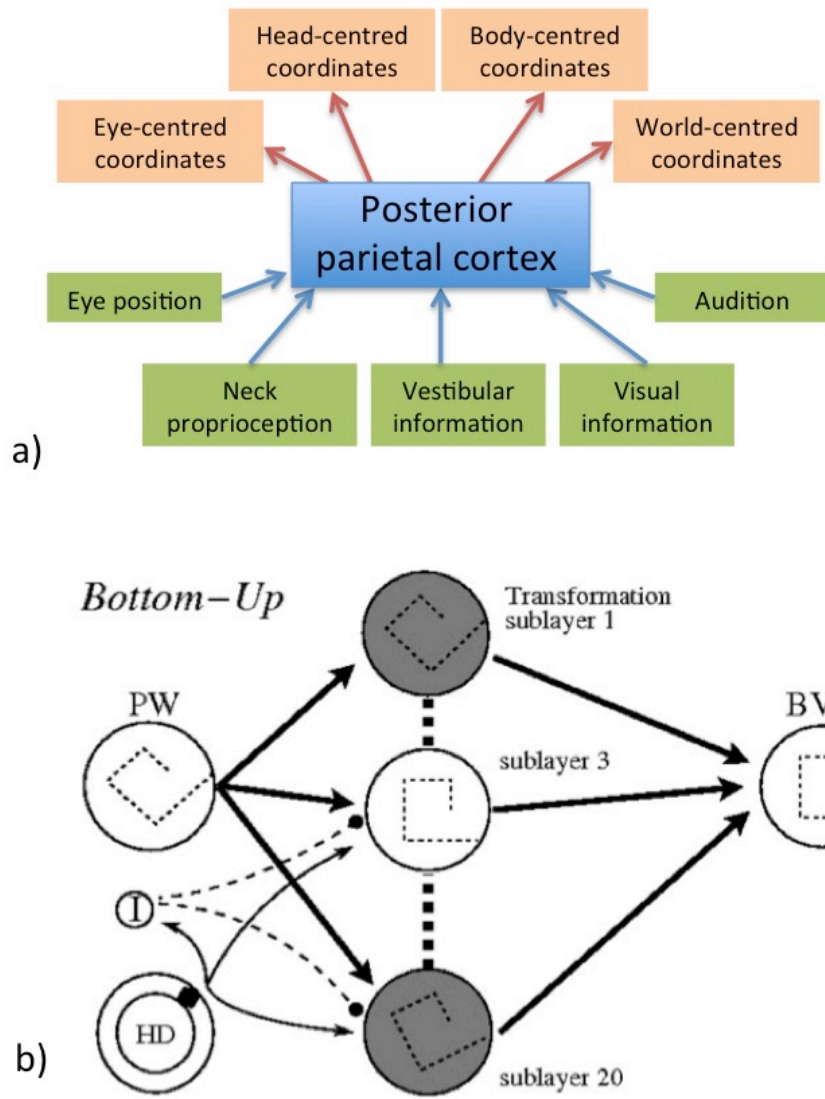 Head-centred
coordinates
Body-centred
coordinates
Eye-centred
coordinates
World-centred
coordinates
Posterior
parietal cortex
Eye position
Audition
Neck
proprioception
Vestibular
information
Visual
information
a)
Bottom-Up
Transformation
sublayer 1
PW
BV
sublayer 3
I
HD
b)
sublayer 20